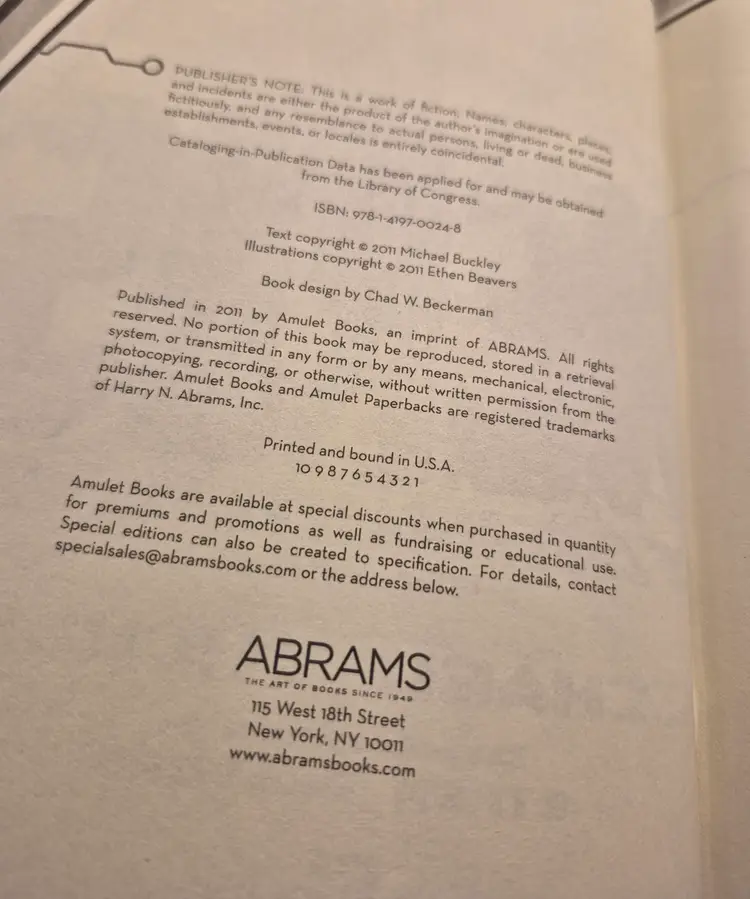 PUBLISHER'S NOTE: This is a work of fiction. Names, characters, places,
and incidents are either the product of the author's imagination or are used
fictitiously, and any resemblance to actual persons, living or dead, business
establishments, events, or locales is entirely coincidental.
Cataloging-in-Publication Data has been applied for and may be obtained
from the Library of Congress.
ISBN: 978-1-4197-0024-8
Text copyright © 2011 Michael Buckley
Illustrations copyright © 2011 Ethen Beavers
Book design by Chad W. Beckerman
Published in 2011 by Amulet Books, an imprint of ABRAMS. All rights
reserved. No portion of this book may be reproduced, stored in a retrieval
system, or transmitted in any form or by any means, mechanical, electronic,
photocopying, recording, or otherwise, without written permission from the
publisher. Amulet Books and Amulet Paperbacks are registered trademarks
of Harry N. Abrams, Inc.
Printed and bound in U.S.A.
10 9 8 7 6 5 4 3 2 1
Amulet Books are available at special discounts when purchased in quantity
for premiums and promotions as well as fundraising or educational use.
Special editions can also be created to specification. For details, contact
specialsales@abramsbooks.com or the address below.
ABRAMS
THE ART OF BOOKS SINCE 1949
115 West 18th Street
New York, NY 10011
www.abramsbooks.com